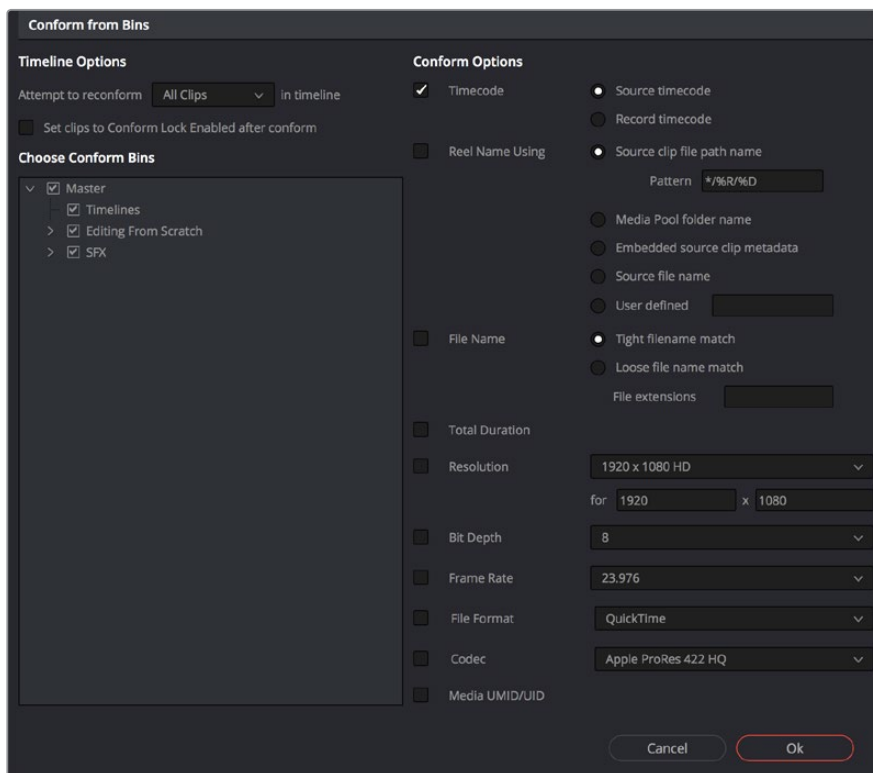 Conform from Bins
Timeline Options
Attempt to reconform All Clips in timeline
Set clips to Conform Lock Enabled after conform
Choose Conform Bins
Master
Timelines
Editing From Scratch
SFX
Conform Options
Timecode
Source timecode
Record timecode
Reel Name Using
Source clip file path name
Pattern */%R/%D
Media Pool folder name
Embedded source clip metadata
Source file name
User defined
File Name
Tight filename match
Loose file name match
File extensions
Total Duration
Resolution 1920 x 1080 HD
for 1920 x 1080
Bit Depth 8
Frame Rate 23.976
File Format QuickTime
Codec Apple ProRes 422 HQ
Media UMID/UID
Cancel Ok